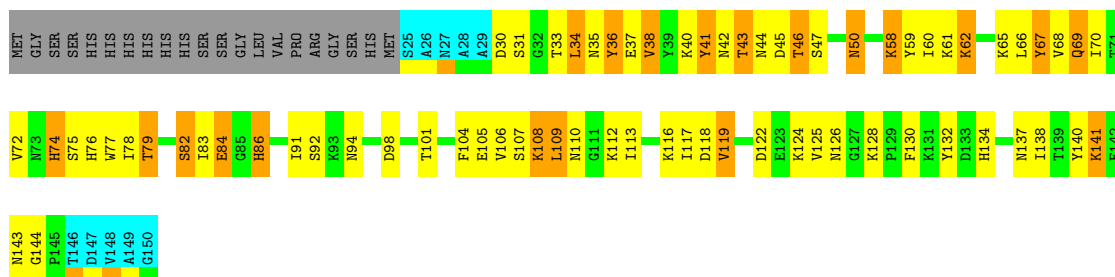 MET GLY SER SER HIS HIS HIS HIS HIS HIS SER SER GLY LEU VAL PRO ARG GLY SER HIS MET S25 A26 N27 A28 A29 D30 S31 G32 T33 L34 N35 Y36 E37 V38 Y39 K40 Y41 N42 T43 N44 D45 T46 S47 N50 K58 Y59 I60 K61 K62 K65 L66 Y67 V68 Q69 I70 T71
V72 N73 H74 S75 H76 W77 I78 T79 S82 I83 E84 G85 H86 I91 S92 K93 N94 D98 T101 F104 E105 V106 S107 K108 L109 N110 G111 K112 I113 K116 I117 D118 V119 D122 E123 K124 V125 N126 G127 K128 P129 F130 K131 Y132 D133 H134 N137 I138 T139 Y140 K141 E142
N143 G144 P145 T146 D147 V148 A149 G150